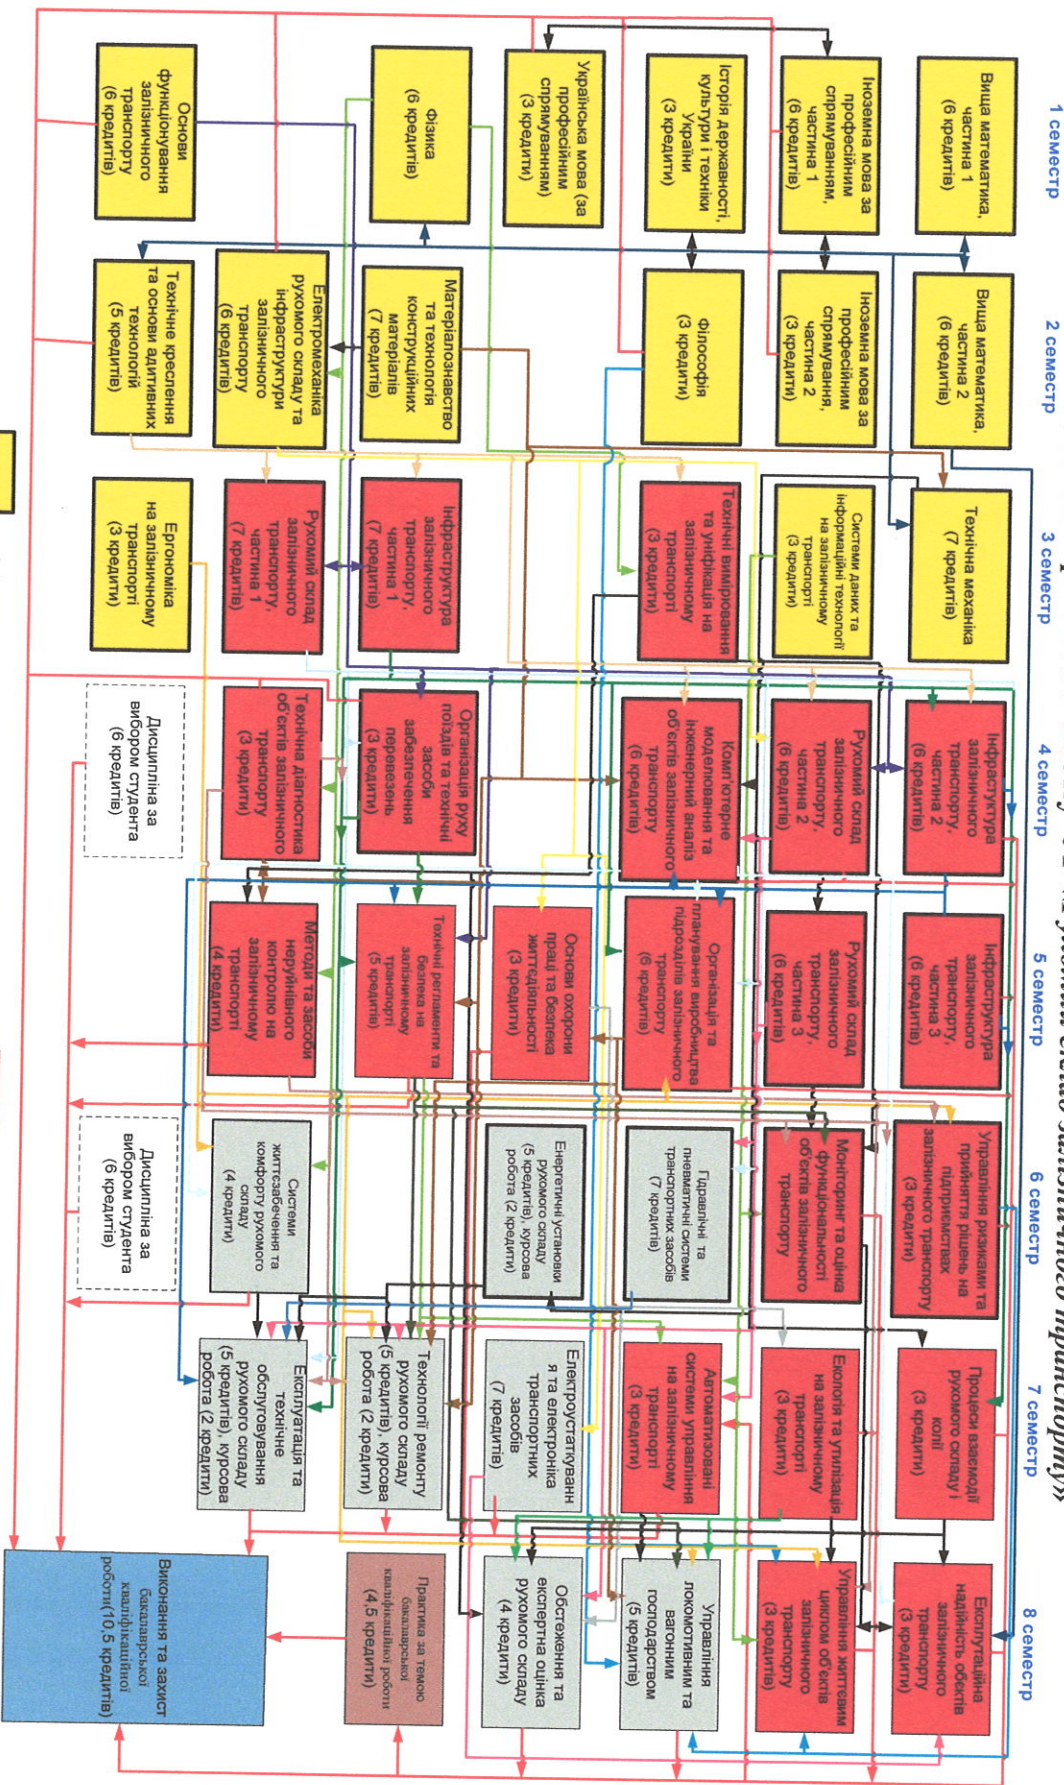 залізничного транспорту»
1 семестр
Вища математика,
частина 1
(6 кредитів)
Іноземна мова за
професійним
спрямуванням,
частина 1
(6 кредитів)
Історія державності,
культури і техніки
України
(3 кредити)
Українська мова (за
професійним
спрямуванням)
(3 кредити)
Фізика
(6 кредитів)
Основи
функціонування
залізничного
транспорту
(6 кредитів)
2 семестр
Вища математика,
частина 2
(6 кредитів)
Іноземна мова за
професійним
спрямування,
частина 2
(3 кредити)
Філософія
(3 кредити)
Матеріалознавство
та технологія
конструкційних
матеріалів
(7 кредитів)
Електромеханіка
рухомого складу та
інфраструктури
залізничного
транспорту
(6 кредитів)
Технічне креслення
та основи адитивних
технологій
(5 кредитів)
3 семестр
Технічна механіка
(7 кредитів)
Системи даних та
інформаційні технології
на залізничному
транспорті
(3 кредити)
Технічні вимірювання
та уніфікація на
залізничному
транспорті
(3 кредити)
Інфраструктура
залізничного
транспорту,
частина 1
(7 кредитів)
Рухомий склад
залізничного
транспорту,
частина 1
(7 кредитів)
Ергономіка
на залізничному
транспорті
(3 кредити)
4 семестр
Інфраструктура
залізничного
транспорту,
частина 2
(6 кредитів)
Рухомий склад
залізничного
транспорту,
частина 2
(6 кредитів)
Комп'ютерне
моделювання та
інженерний аналіз
об'єктів залізничного
транспорту
(6 кредитів)
Організація руху
поїздів та технічні
засоби
забезпечення
перевезень
(3 кредити)
Технічна діагностика
об'єктів залізничного
транспорту
(3 кредити)
Дисципліна за
вибором студента
(6 кредитів)
5 семестр
Інфраструктура
залізничного
транспорту,
частина 3
(6 кредитів)
Рухомий склад
залізничного
транспорту,
частина 3
(6 кредитів)
Організація та
планування виробництва
підрозділів залізничного
транспорту
(6 кредитів)
Основи охорони
праці та безпека
життєдіяльності
(3 кредити)
Технічні регламенти та
безпека на
залізничному
транспорті
(5 кредитів)
Методи та засоби
неруйнівного
контролю на
залізничному
транспорті
(4 кредити)
6 семестр
Управління ризиками та
прийняття рішень на
підприємствах
залізничного транспорту
(3 кредити)
Моніторинг та оцінка
функціональності
об'єктів залізничного
транспорту
Гідравлічні та
пневматичні системи
транспортних засобів
(7 кредитів)
Енергетичні установки
рухомого складу
(5 кредитів), курсова
робота (2 кредити)
Системи
життєзабечення та
комфорту рухомого
складу
(4 кредити)
Дисципліна за
вибором студента
(6 кредитів)
7 семестр
Процеси взаємодії
рухомого складу і
колії
(3 кредити)
Екологія та утилізація
на залізничному
транспорті
(3 кредити)
Автоматизовані
системи управління
на залізничному
транспорті
(3 кредити)
Електроустаткуванн
я та електроніка
транспортних
засобів
(7 кредитів)
Технології ремонту
рухомого складу
(5 кредитів), курсова
робота (2 кредити)
Експлуатація та
технічне
обслуговування
рухомого складу
(5 кредитів), курсова
робота (2 кредити)
8 семестр
Експлутаційна
надійність обєктів
залізничного
транспорту
(3 кредити)
Управління життєвим
циклом об'єктів
залізничного
транспорту
(3 кредити)
Управління
локомотивним та
вагонним
господарством
(5 кредитів)
Обстеження та
експертна оцінка
рухомого складу
(4 кредити)
Практика за темою
бакалаврської
кваліфікаційної роботи
(4,5 кредити)
Виконання та захист
бакалаврської
кваліфікаційної
роботи(10,5 кредитів)